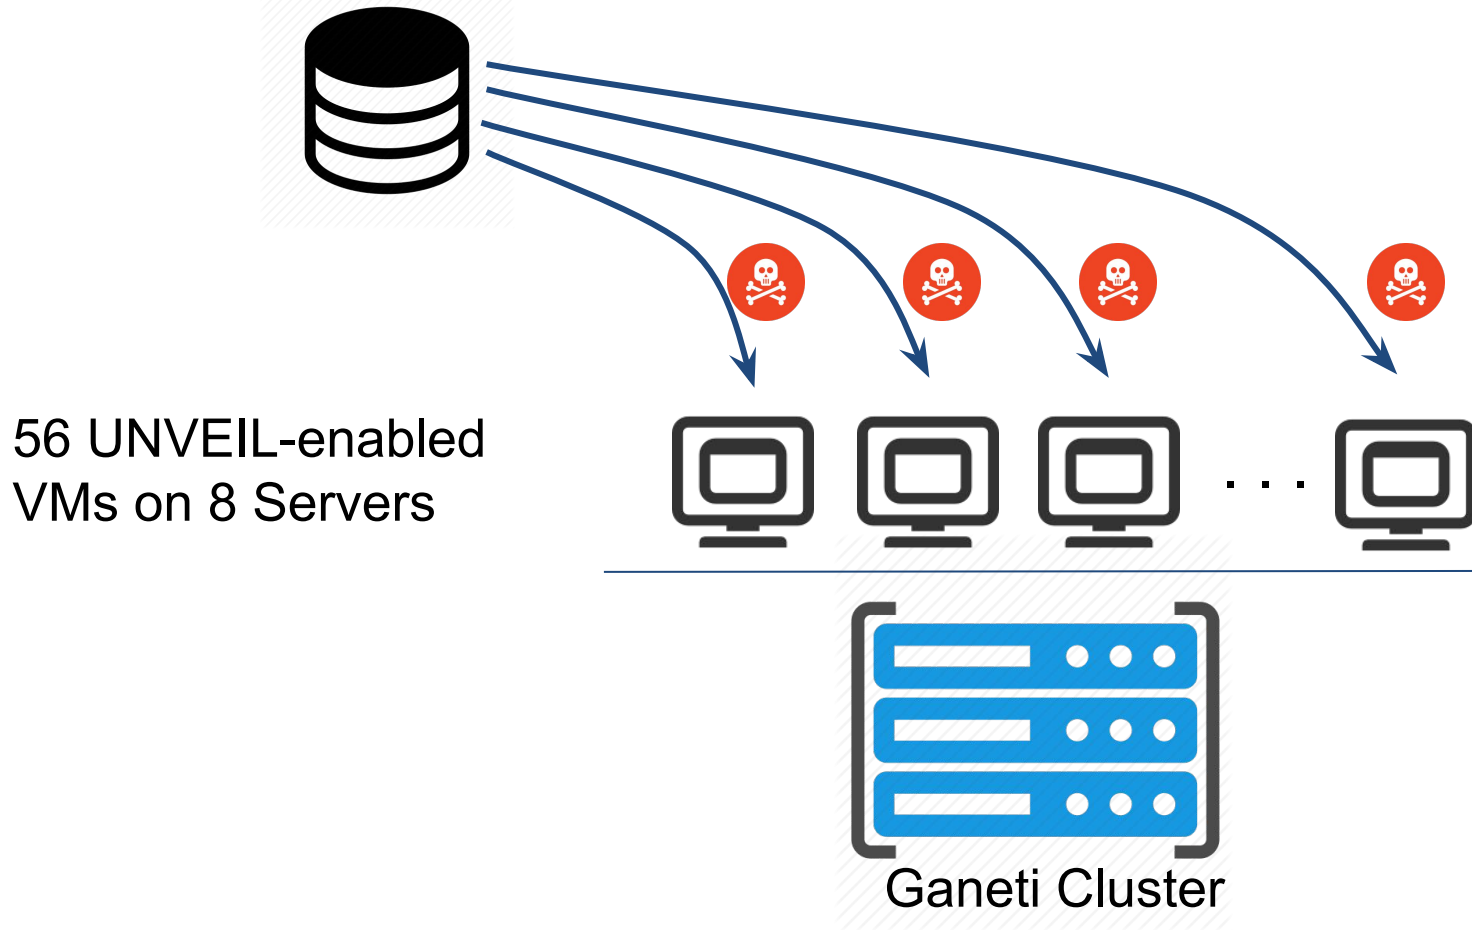 56 UNVEIL-enabled
VMs on 8 Servers
. . .
Ganeti Cluster